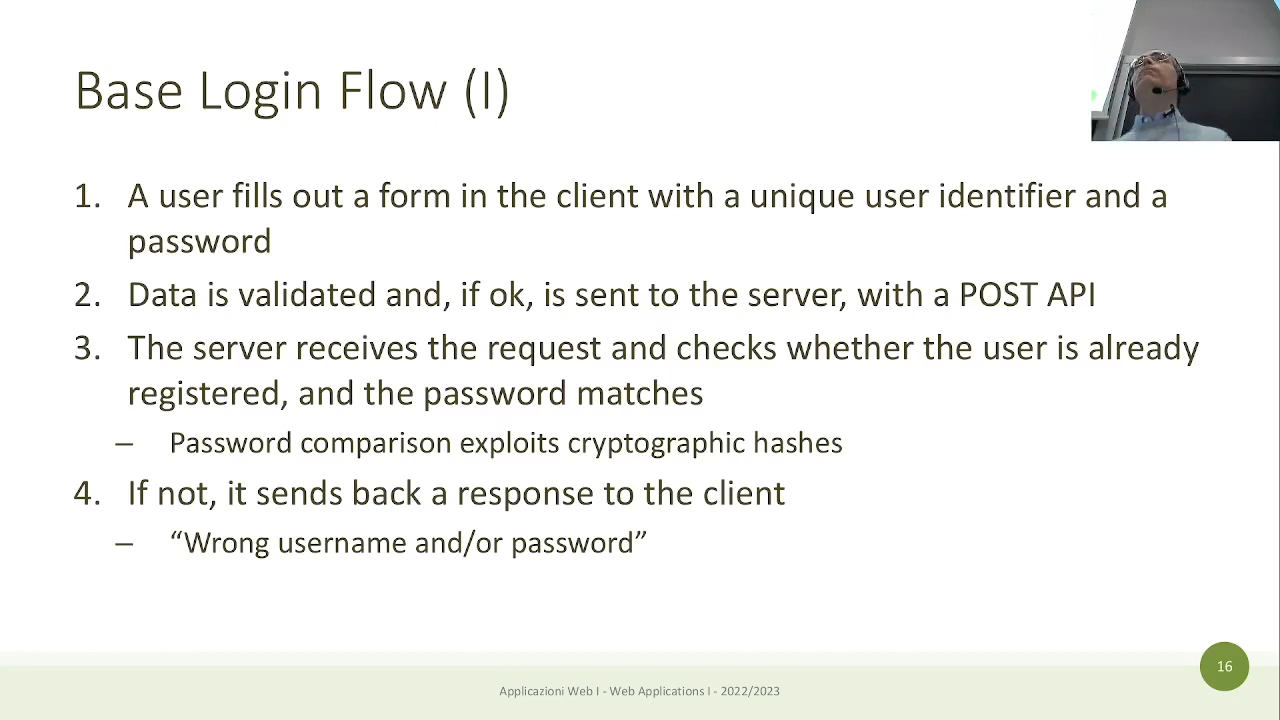 Base Login Flow (I)
1. A user fills out a form in the client with a unique user identifier and a
password
2. Data is validated and, if ok, is sent to the server, with a POST API
3. The server receives the request and checks whether the user is already
registered, and the password matches
– Password comparison exploits cryptographic hashes
4. If not, it sends back a response to the client
– “Wrong username and/or password”
16
Applicazioni Web I - Web Applications I - 2022/2023